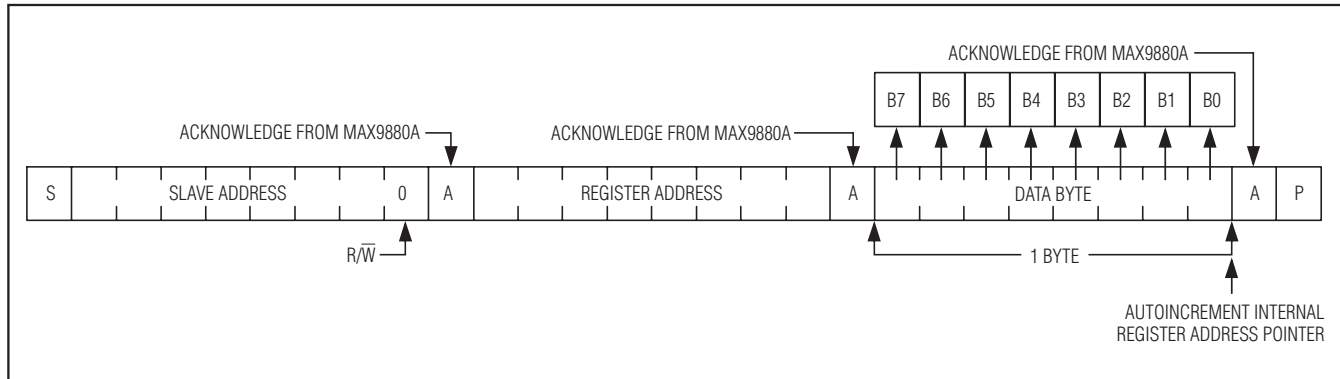 ACKNOWLEDGE FROM MAX9880A
B7 B6 B5 B4 B3 B2 B1 B0
ACKNOWLEDGE FROM MAX9880A
ACKNOWLEDGE FROM MAX9880A
S SLAVE ADDRESS 0 A REGISTER ADDRESS A DATA BYTE A P
R/W̅
1 BYTE
AUTOINCREMENT INTERNAL
REGISTER ADDRESS POINTER